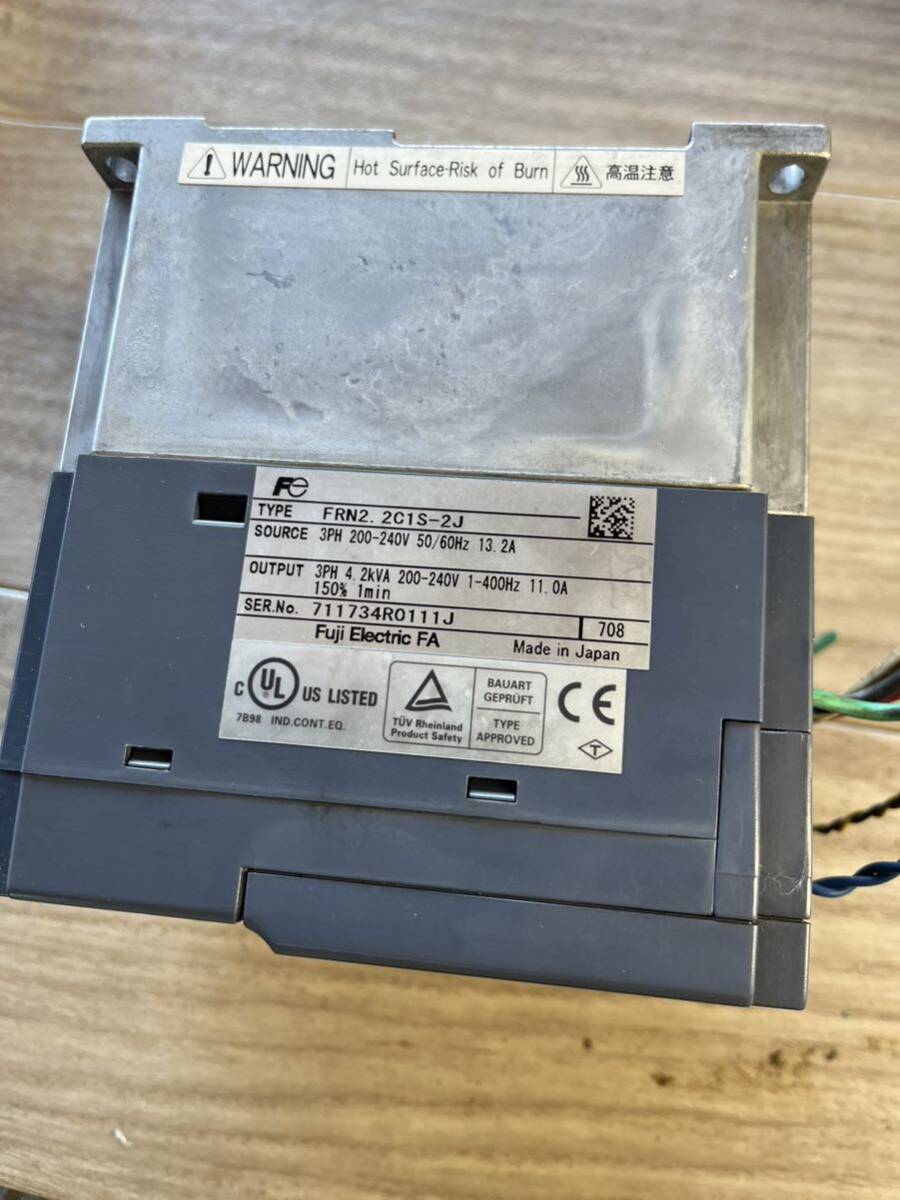 WARNING Hot Surface-Risk of Burn 高温注意
Fe
TYPE FRN2.2C1S-2J
SOURCE 3PH 200-240V 50/60Hz 13.2A
OUTPUT 3PH 4.2kVA 200-240V 1-400Hz 11.0A
150% 1min
SER.No. 711734R0111J 708
Fuji Electric FA Made in Japan
C UL US LISTED
7B98 IND.CONT.EQ.
TÜV Rheinland
Product Safety
BAUART
GEPRÜFT
TYPE
APPROVED
CE
T